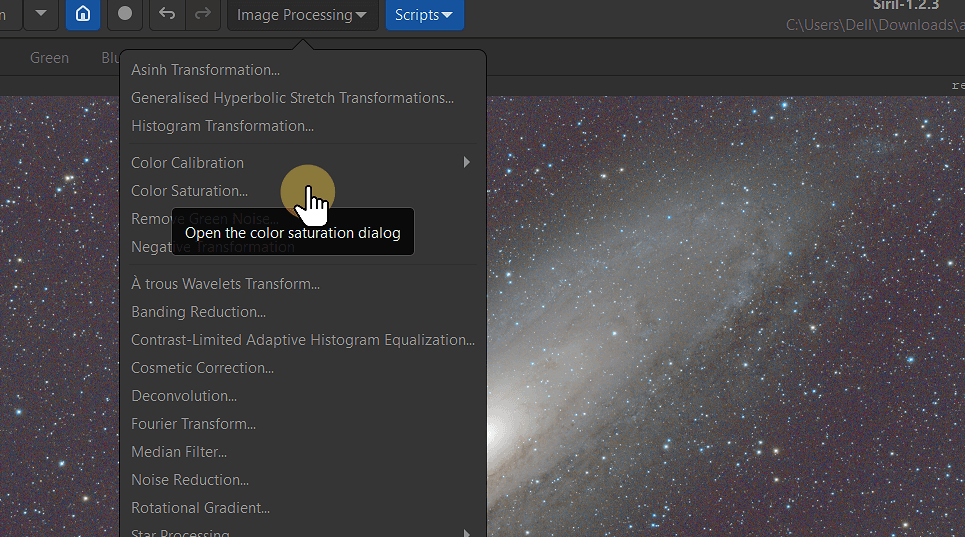 Siril-1.2.3
Image Processing
Scripts
C:\Users\Dell\Downloads\a
Green
Blu
re
Asinh Transformation...
Generalised Hyperbolic Stretch Transformations...
Histogram Transformation...
Color Calibration
Color Saturation...
Remove Green Noise...
Open the color saturation dialog
Negative Transformation
À trous Wavelets Transform...
Banding Reduction...
Contrast-Limited Adaptive Histogram Equalization...
Cosmetic Correction...
Deconvolution...
Fourier Transform...
Median Filter...
Noise Reduction...
Rotational Gradient...
Star Processing